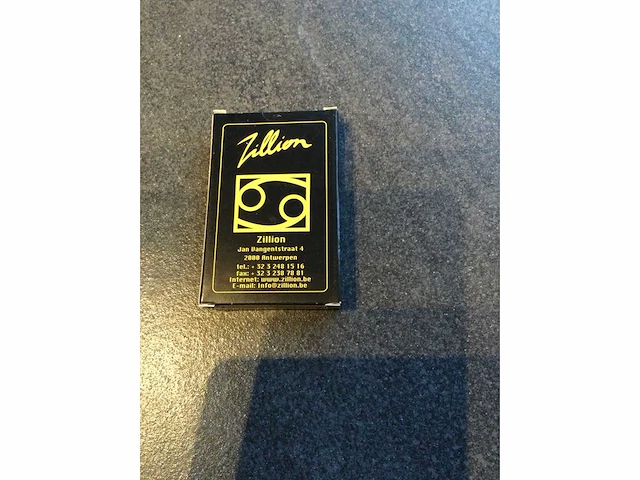 Zillion
Zillion
Jan Vangentstraat 4
2000 Antwerpen
tel.: + 32 3 248 15 16
fax: + 32 3 238 78 81
Internet: www.zillion.be
E-mail: info@zillion.be